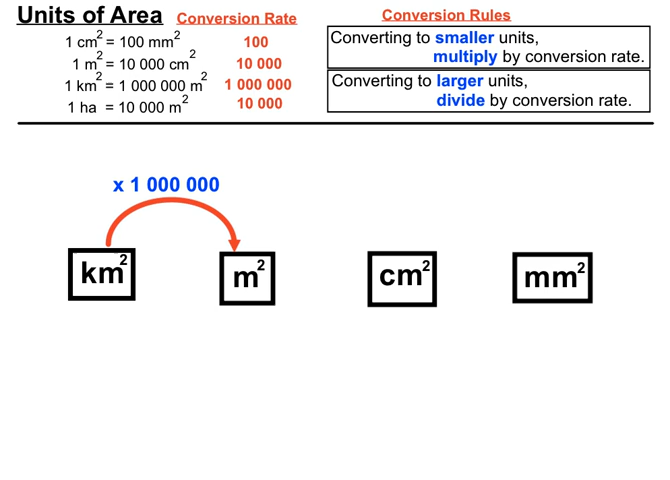 Units of Area Conversion Rate
1 cm² = 100 mm² 100
1 m² = 10 000 cm² 10 000
1 km² = 1 000 000 m² 1 000 000
1 ha = 10 000 m² 10 000
Conversion Rules
Converting to smaller units,
multiply by conversion rate.
Converting to larger units,
divide by conversion rate.
x 1 000 000
km² m² cm² mm²